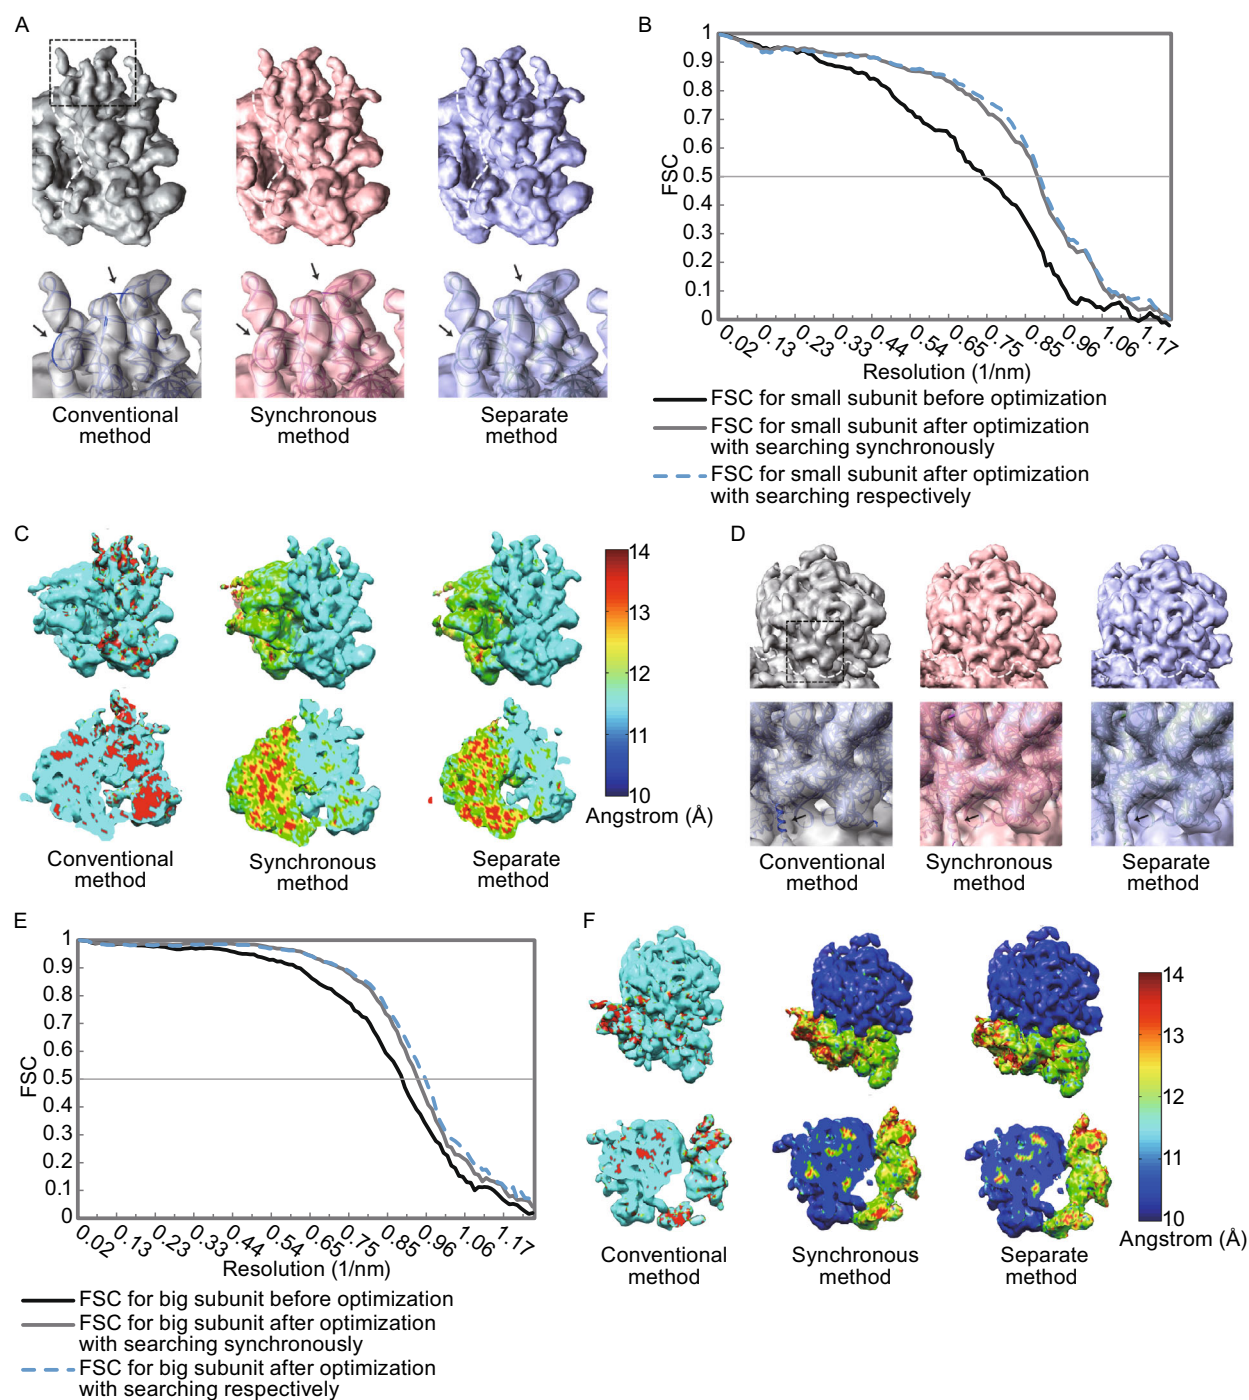 A
Conventional
method
Synchronous
method
Separate
method
B
1
0.9
0.8
0.7
0.6
0.5
0.4
0.3
0.2
0.1
0
FSC
0.02
0.13
0.23
0.33
0.44
0.54
0.65
0.75
0.85
0.96
1.06
1.17
Resolution (1/nm)
FSC for small subunit before optimization
FSC for small subunit after optimization
with searching synchronously
FSC for small subunit after optimization
with searching respectively
C
14
13
12
11
10
Angstrom (Å)
Conventional
method
Synchronous
method
Separate
method
D
Conventional
method
Synchronous
method
Separate
method
E
1
0.9
0.8
0.7
0.6
0.5
0.4
0.3
0.2
0.1
0
FSC
0.02
0.13
0.23
0.33
0.44
0.54
0.65
0.75
0.85
0.96
1.06
1.17
Resolution (1/nm)
FSC for big subunit before optimization
FSC for big subunit after optimization
with searching synchronously
FSC for big subunit after optimization
with searching respectively
F
14
13
12
11
10
Angstrom (Å)
Conventional
method
Synchronous
method
Separate
method